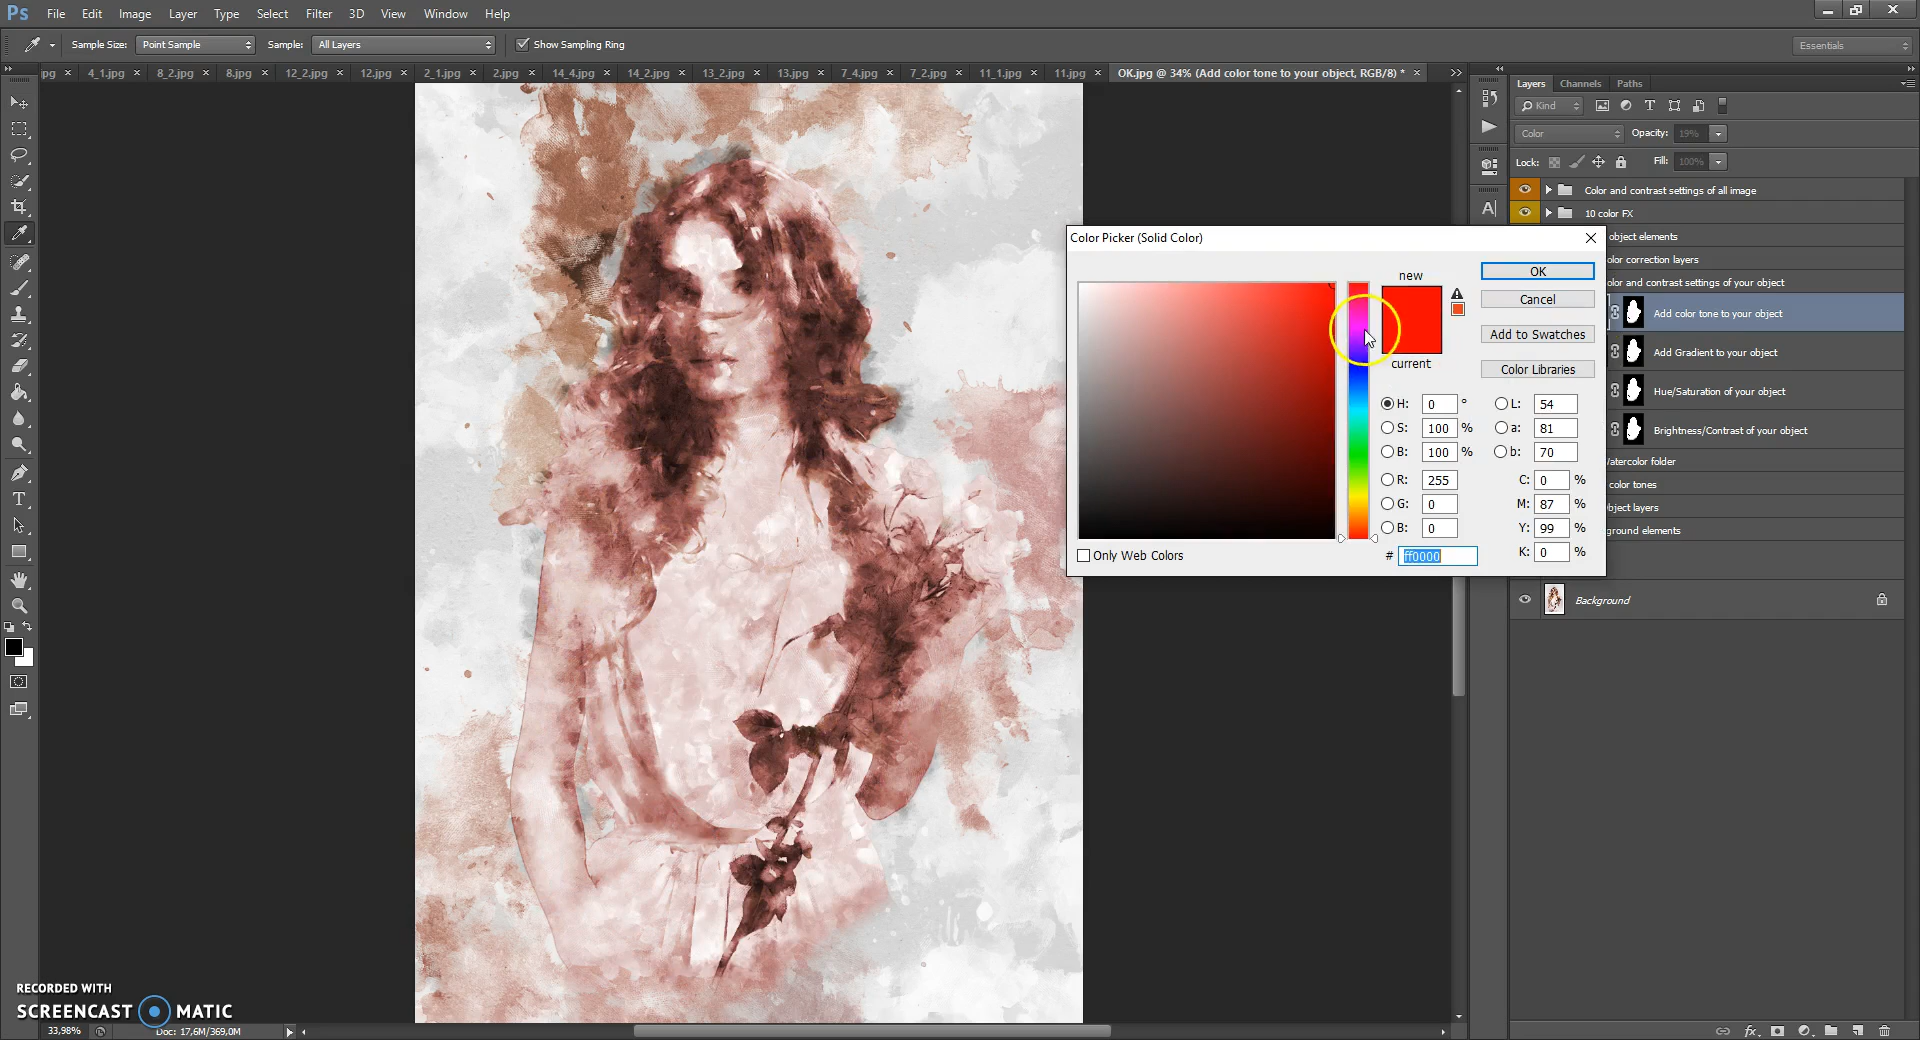 Ps File Edit Image Layer Type Select Filter 3D View Window Help
Sample Size: Point Sample Sample: All Layers Show Sampling Ring Essentials
jpg × 4_1.jpg × 8_2.jpg × 8.jpg × 12_2.jpg × 12.jpg × 2_1.jpg × 2.jpg × 14_4.jpg × 14_2.jpg × 13_2.jpg × 13.jpg × 7_4.jpg × 7_2.jpg × 11_1.jpg × 11.jpg × OK.jpg @ 34% (Add color tone to your object, RGB/8) * ×
Layers Channels Paths
Kind
Color Opacity: 19%
Lock: Fill: 100%
Color and contrast settings of all image
10 color FX
object elements
olor correction layers
olor and contrast settings of your object
Add color tone to your object
Add Gradient to your object
Hue/Saturation of your object
Brightness/Contrast of your object
Watercolor folder
color tones
object layers
ground elements
Background
Color Picker (Solid Color)
new
current
OK
Cancel
Add to Swatches
Color Libraries
H: 0 ° L: 54
S: 100 % a: 81
B: 100 % b: 70
R: 255 C: 0 %
G: 0 M: 87 %
B: 0 Y: 99 %
# ff0000 K: 0 %
Only Web Colors
RECORDED WITH
SCREENCAST MATIC
33,98% Doc: 17,6M/369,0M